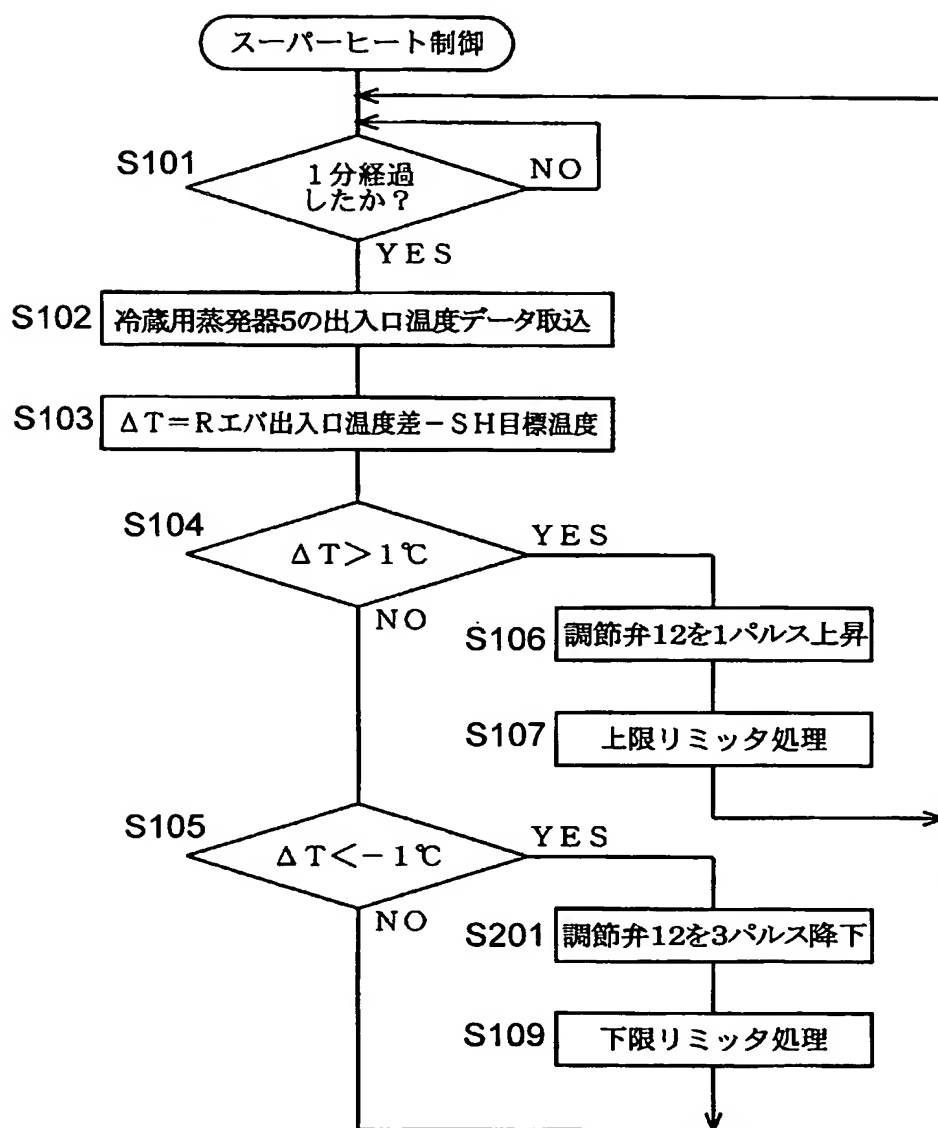 スーパーヒート制御
S101
1分経過
したか？
NO
YES
S102
冷蔵用蒸発器5の出入口温度データ取込
S103
ΔT＝Rエバ出入口温度差－SH目標温度
S104
ΔT＞1℃
YES
NO
S106
調節弁12を1パルス上昇
S107
上限リミッタ処理
S105
ΔT＜－1℃
YES
NO
S201
調節弁12を3パルス降下
S109
下限リミッタ処理